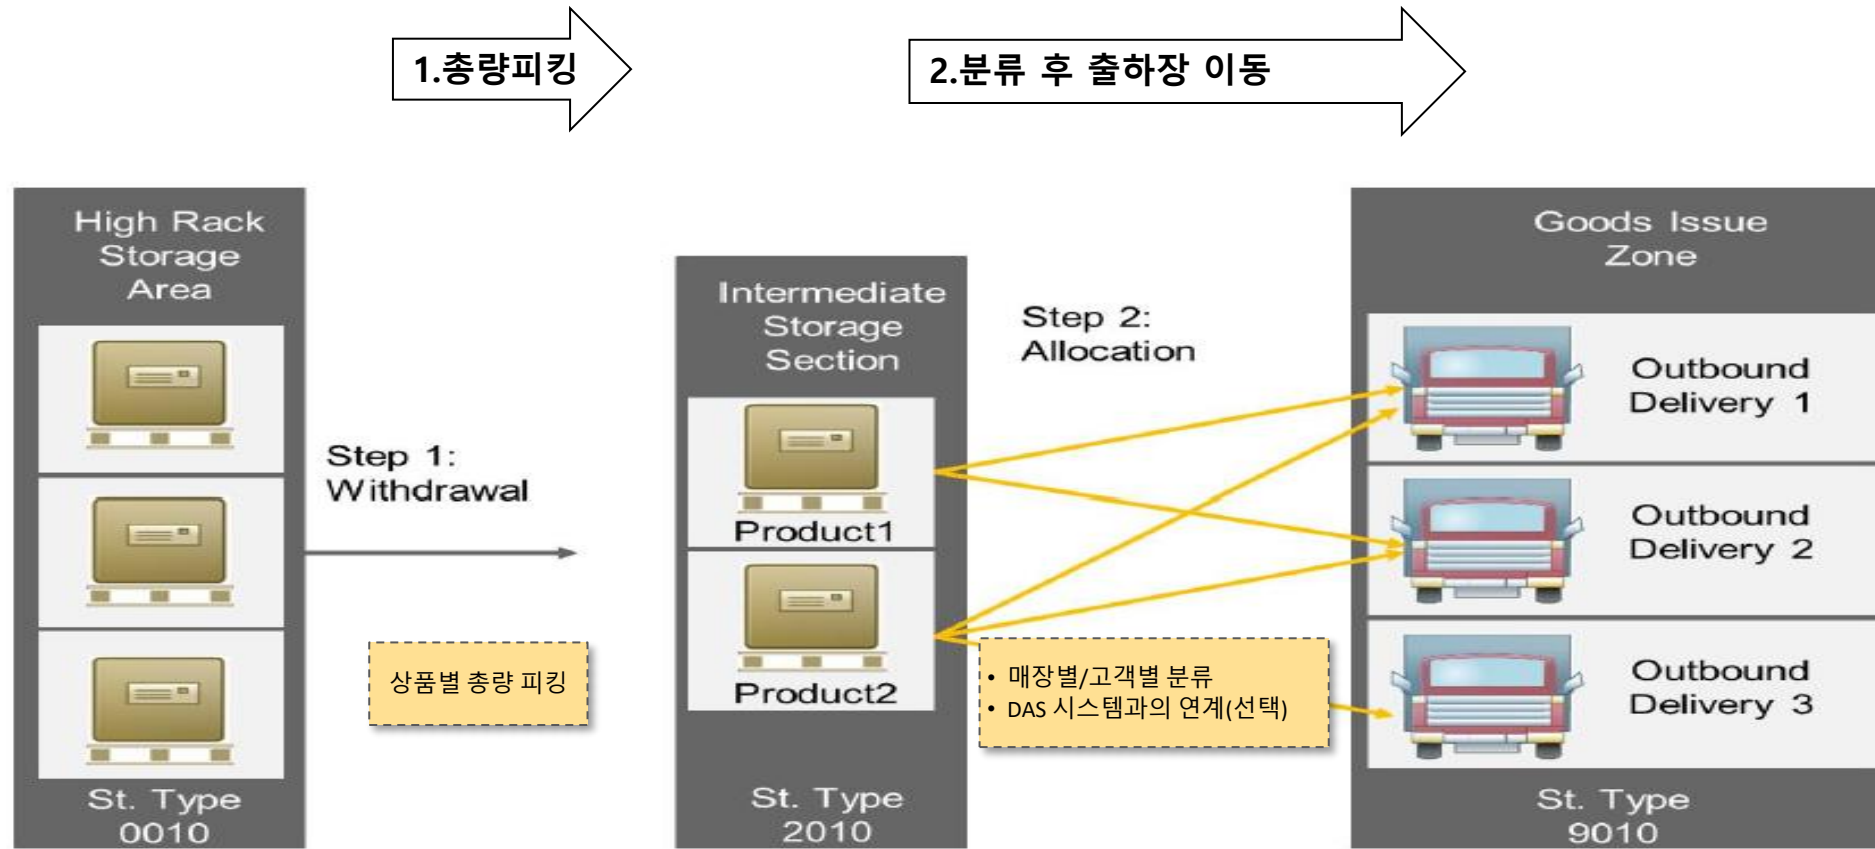 1.총량피킹
2.분류 후 출하장 이동
High Rack
Storage
Area
St. Type
0010
Step 1:
Withdrawal
상품별 총량 피킹
Intermediate
Storage
Section
Product1
Product2
St. Type
2010
Step 2:
Allocation
• 매장별/고객별 분류
• DAS 시스템과의 연계(선택)
Goods Issue
Zone
Outbound
Delivery 1
Outbound
Delivery 2
Outbound
Delivery 3
St. Type
9010